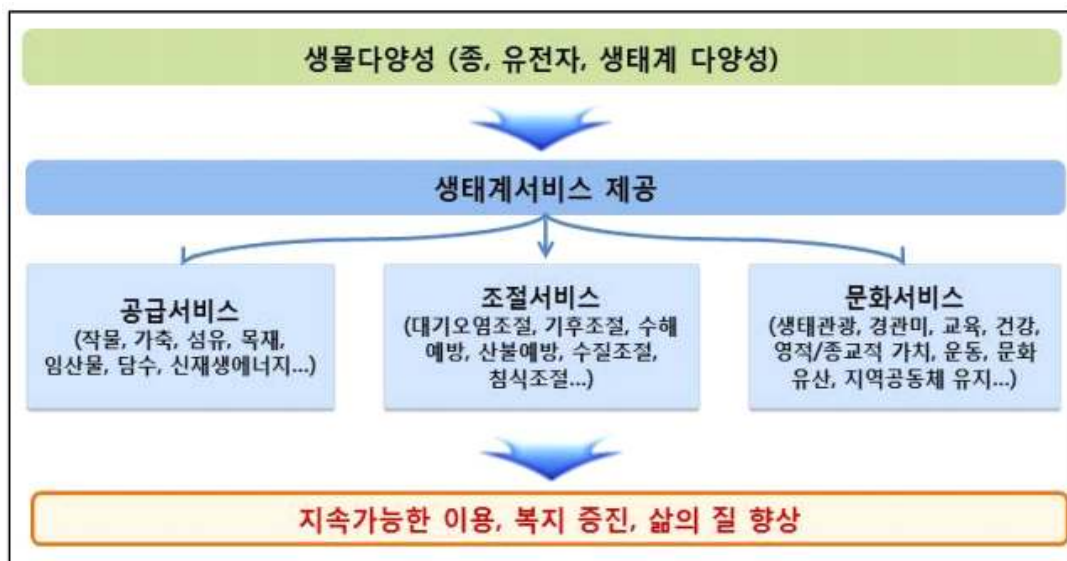 생물다양성 (종, 유전자, 생태계 다양성)
생태계서비스 제공
공급서비스
(작물, 가축, 섬유, 목재,
임산물, 담수, 신재생에너지...)
조절서비스
(대기오염조절, 기후조절, 수해
예방, 산불예방, 수질조절,
침식조절...)
문화서비스
(생태관광, 경관미, 교육, 건강,
영적/종교적 가치, 운동, 문화
유산, 지역공동체 유지...)
지속가능한 이용, 복지 증진, 삶의 질 향상